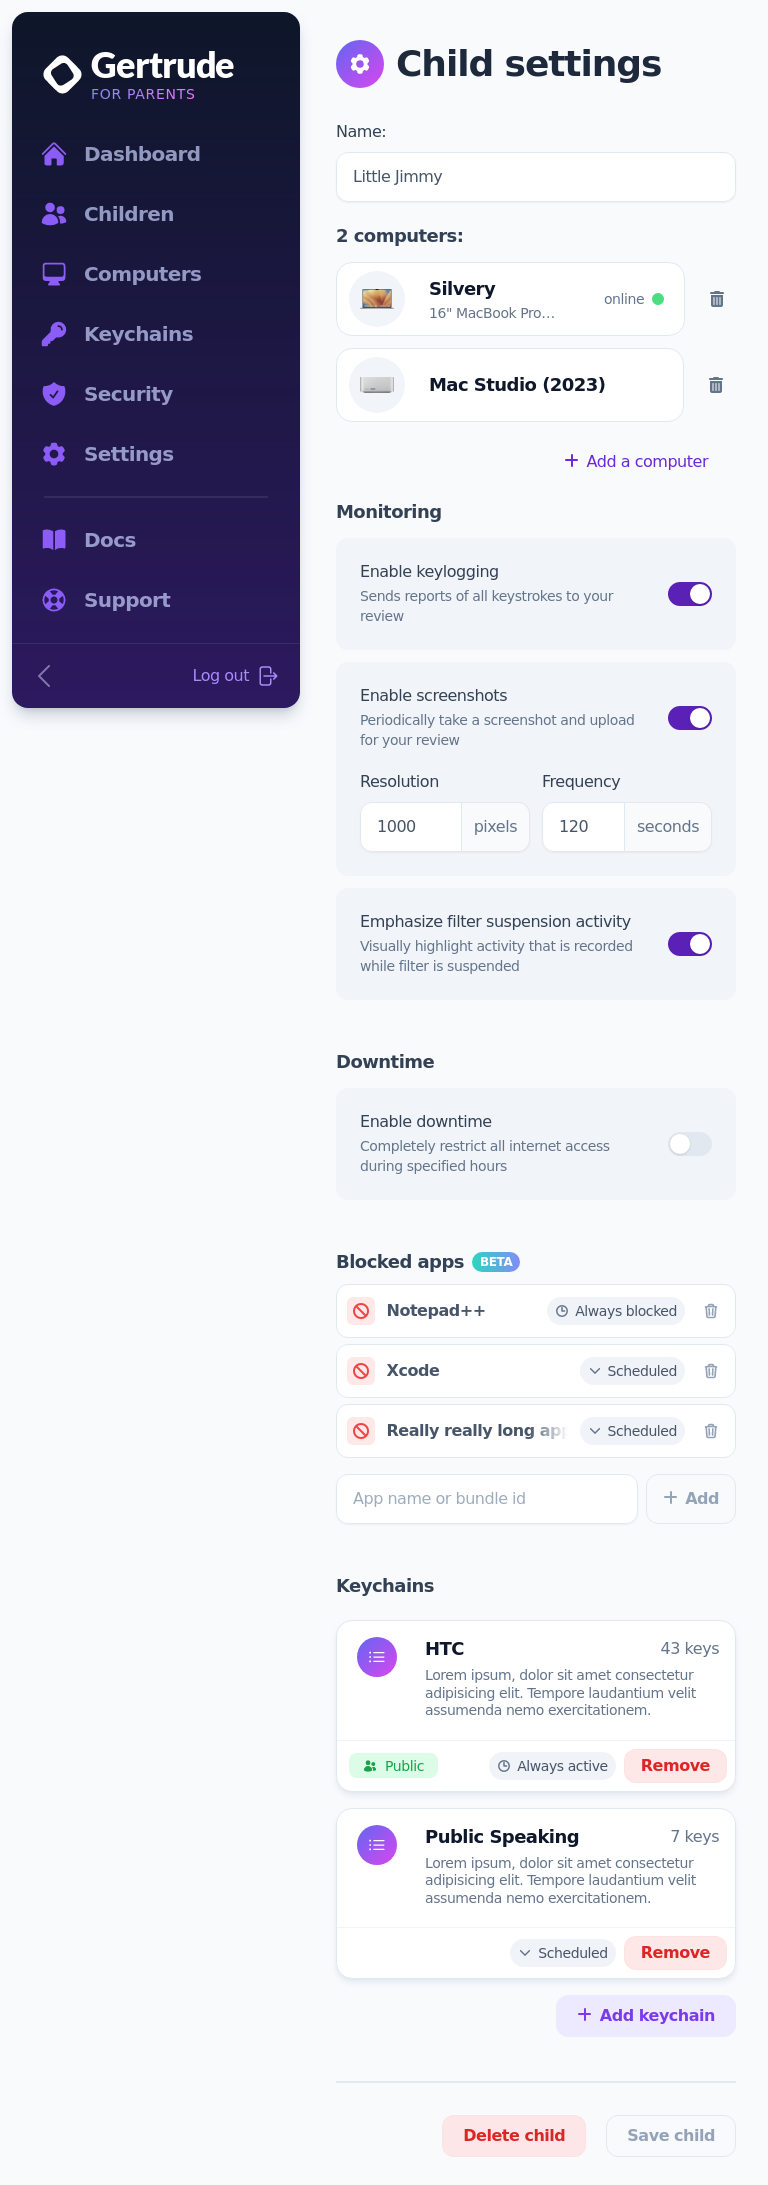 Gertrude
FOR PARENTS
Dashboard
Children
Computers
Keychains
Security
Settings
Docs
Support
Log out
Child settings
Name:
Little Jimmy
2 computers:
Silvery
16" MacBook Pro…
online
Mac Studio (2023)
+ Add a computer
Monitoring
Enable keylogging
Sends reports of all keystrokes to your
review
Enable screenshots
Periodically take a screenshot and upload
for your review
Resolution
Frequency
1000 pixels
120 seconds
Emphasize filter suspension activity
Visually highlight activity that is recorded
while filter is suspended
Downtime
Enable downtime
Completely restrict all internet access
during specified hours
Blocked apps BETA
Notepad++ Always blocked
Xcode Scheduled
Really really long app Scheduled
App name or bundle id
+ Add
Keychains
HTC
43 keys
Lorem ipsum, dolor sit amet consectetur
adipisicing elit. Tempore laudantium velit
assumenda nemo exercitationem.
Public Always active Remove
Public Speaking
7 keys
Lorem ipsum, dolor sit amet consectetur
adipisicing elit. Tempore laudantium velit
assumenda nemo exercitationem.
Scheduled Remove
+ Add keychain
Delete child Save child